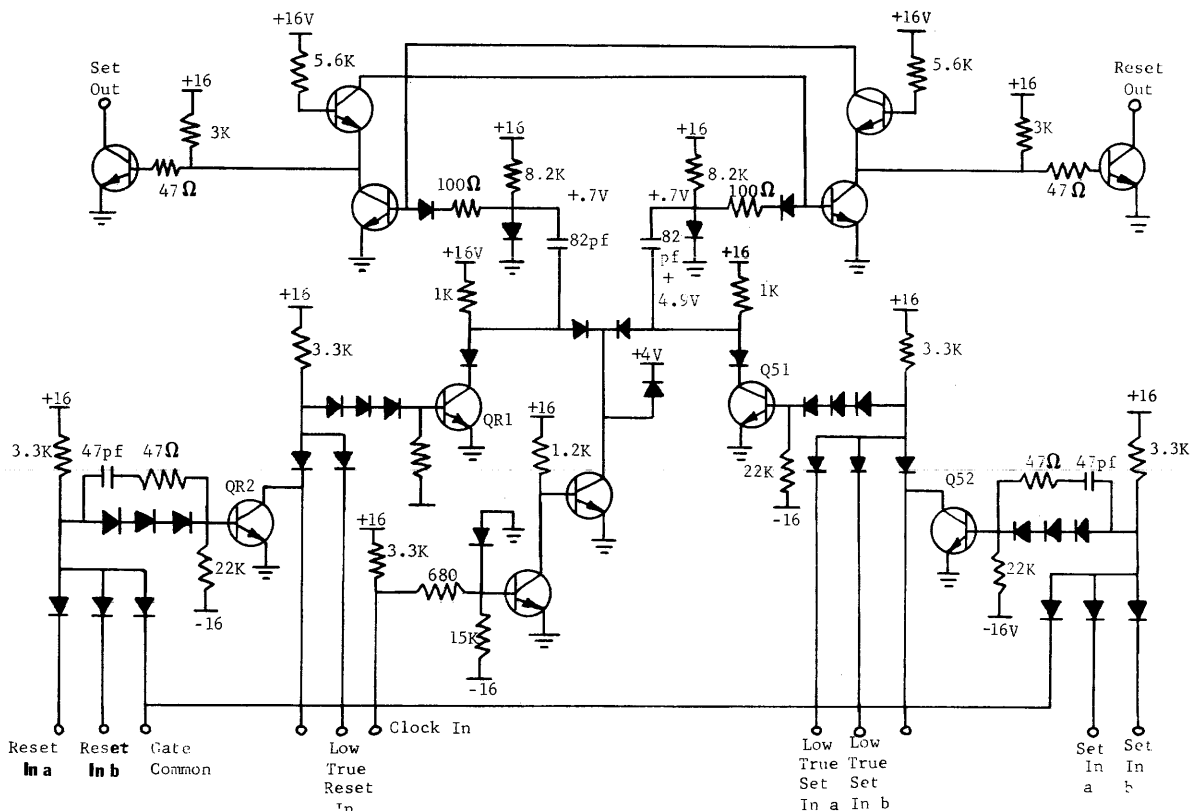 +16V
+16V
5.6K
5.6K
Set
Out
Reset
Out
+16
+16
3K
3K
+16
+16
8.2K
8.2K
47Ω
47Ω
100Ω
+.7V
+.7V
100Ω
82pf
82
pf
+
4.9V
+16V
+16
1K
1K
+16
+16
3.3K
3.3K
+4V
Q51
QR1
+16
+16
+16
3.3K
47pf
47Ω
1.2K
22K
47Ω
47pf
3.3K
QR2
Q52
+16
-16
3.3K
22K
680
22K
-16
15K
-16V
-16
Clock In
Reset
In a
Reset
In b
Gate
Common
Low
True
Reset
In
Low
True
Set
In a
Low
True
Set
In b
Set
In
a
Set
In
b